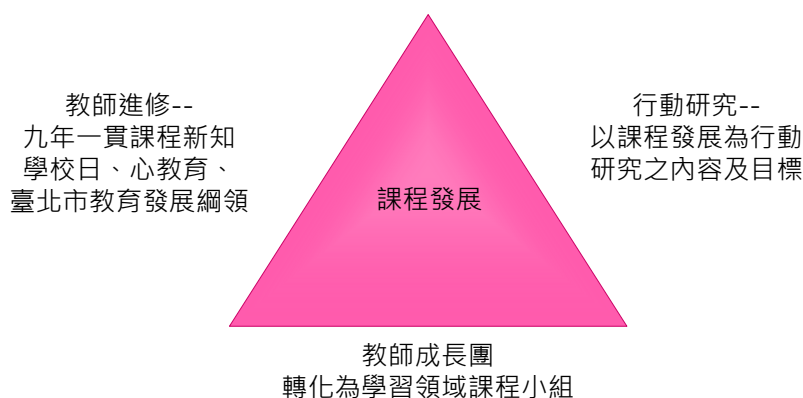 教師進修--
九年一貫課程新知
學校日、心教育、
臺北市教育發展綱領
行動研究--
以課程發展為行動
研究之內容及目標
課程發展
教師成長團
轉化為學習領域課程小組